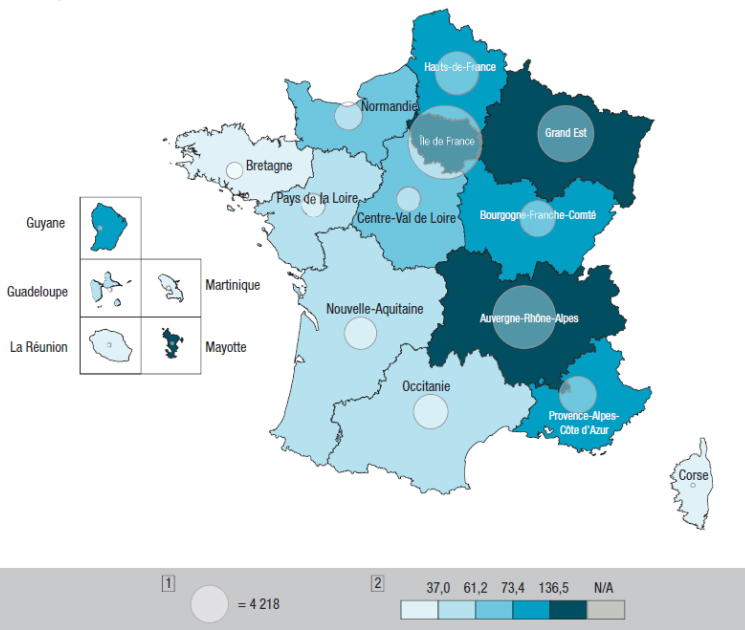 Hauts-de-France
Normandie
Île de France
Grand Est
Bretagne
Pays de la Loire
Centre-Val de Loire
Bourgogne-Franche-Comté
Guyane
Guadeloupe
Martinique
La Réunion
Mayotte
Nouvelle-Aquitaine
Auvergne-Rhône-Alpes
Occitanie
Provence-Alpes-
Côte d'Azur
Corse
1
= 4 218
2
37,0 61,2 73,4 136,5 N/A